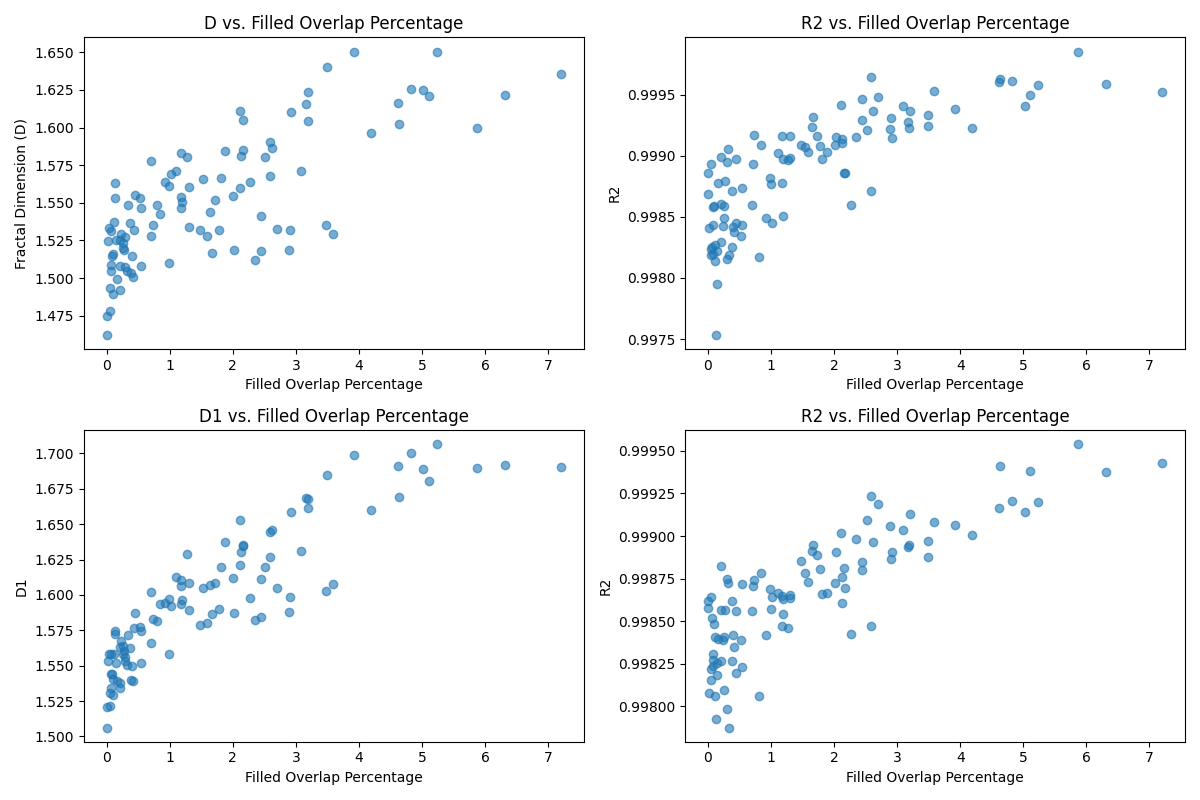 D vs. Filled Overlap Percentage
Fractal Dimension (D)
1.650
1.625
1.600
1.575
1.550
1.525
1.500
1.475
0 1 2 3 4 5 6 7
Filled Overlap Percentage
R2 vs. Filled Overlap Percentage
R2
0.9995
0.9990
0.9985
0.9980
0.9975
0 1 2 3 4 5 6 7
Filled Overlap Percentage
D1 vs. Filled Overlap Percentage
D1
1.700
1.675
1.650
1.625
1.600
1.575
1.550
1.525
1.500
0 1 2 3 4 5 6 7
Filled Overlap Percentage
R2 vs. Filled Overlap Percentage
R2
0.99950
0.99925
0.99900
0.99875
0.99850
0.99825
0.99800
0 1 2 3 4 5 6 7
Filled Overlap Percentage